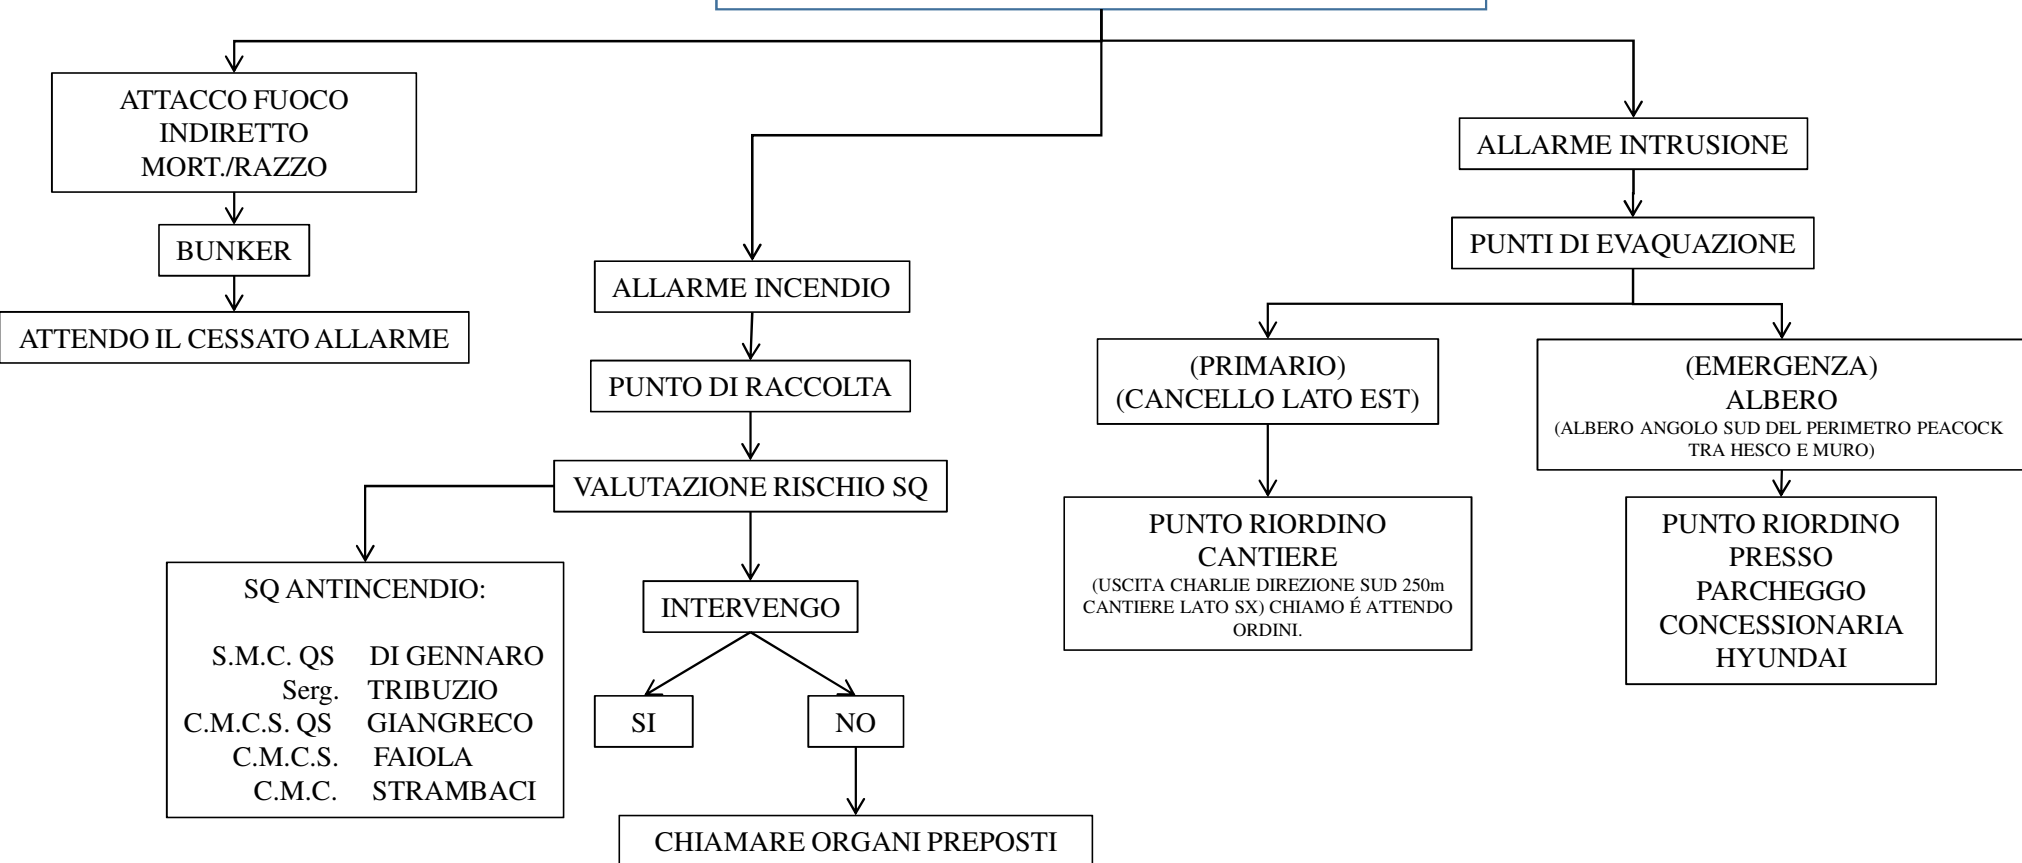 ATTACCO FUOCO
INDIRETTO
MORT./RAZZO
BUNKER
ATTENDO IL CESSATO ALLARME
ALLARME INCENDIO
PUNTO DI RACCOLTA
VALUTAZIONE RISCHIO SQ
SQ ANTINCENDIO:
S.M.C. QS DI GENNARO
Serg. TRIBUZIO
C.M.C.S. QS GIANGRECO
C.M.C.S. FAIOLA
C.M.C. STRAMBACI
INTERVENGO
SI
NO
CHIAMARE ORGANI PREPOSTI
ALLARME INTRUSIONE
PUNTI DI EVAQUAZIONE
(PRIMARIO)
(CANCELLO LATO EST)
PUNTO RIORDINO
CANTIERE
(USCITA CHARLIE DIREZIONE SUD 250m
CANTIERE LATO SX) CHIAMO É ATTENDO
ORDINI.
(EMERGENZA)
ALBERO
(ALBERO ANGOLO SUD DEL PERIMETRO PEACOCK
TRA HESCO E MURO)
PUNTO RIORDINO
PRESSO
PARCHEGGO
CONCESSIONARIA
HYUNDAI